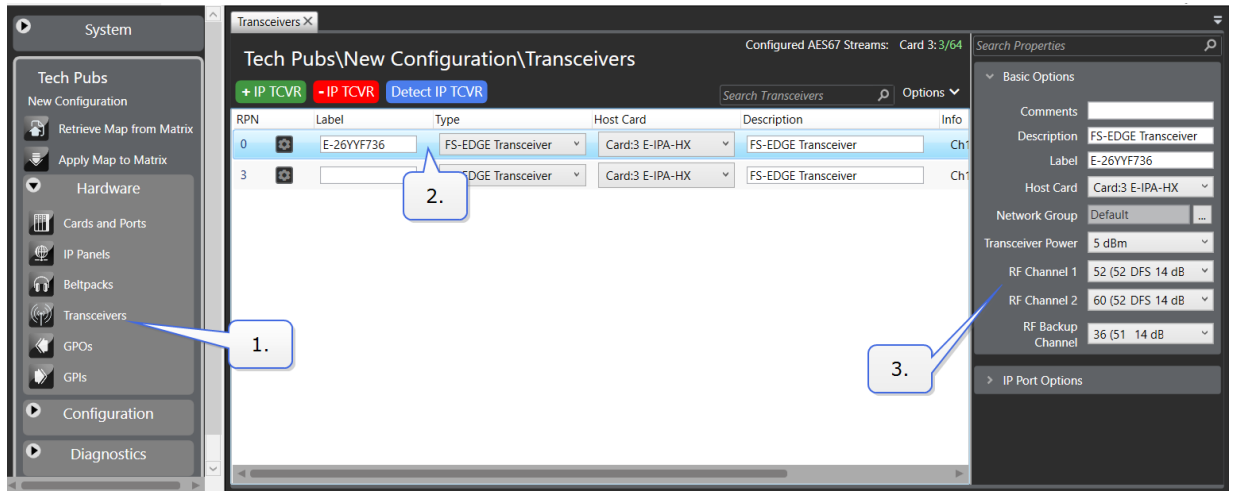 System
Tech Pubs
New Configuration
Retrieve Map from Matrix
Apply Map to Matrix
Hardware
Cards and Ports
IP Panels
Beltpacks
Transceivers
GPOs
GPIs
Configuration
Diagnostics
Transceivers X
Tech Pubs\New Configuration\Transceivers
Configured AES67 Streams: Card 3: 3/64
+ IP TCVR - IP TCVR Detect IP TCVR
Search Transceivers Options
RPN Label Type Host Card Description Info
0 E-26YYF736 FS-EDGE Transceiver Card:3 E-IPA-HX FS-EDGE Transceiver Ch1
3 EDGE Transceiver Card:3 E-IPA-HX FS-EDGE Transceiver Ch1
1.
2.
3.
Search Properties
Basic Options
Comments
Description FS-EDGE Transceiver
Label E-26YYF736
Host Card Card:3 E-IPA-HX
Network Group Default ...
Transceiver Power 5 dBm
RF Channel 1 52 (52 DFS 14 dB
RF Channel 2 60 (52 DFS 14 dB
RF Backup
Channel 36 (51 14 dB
IP Port Options